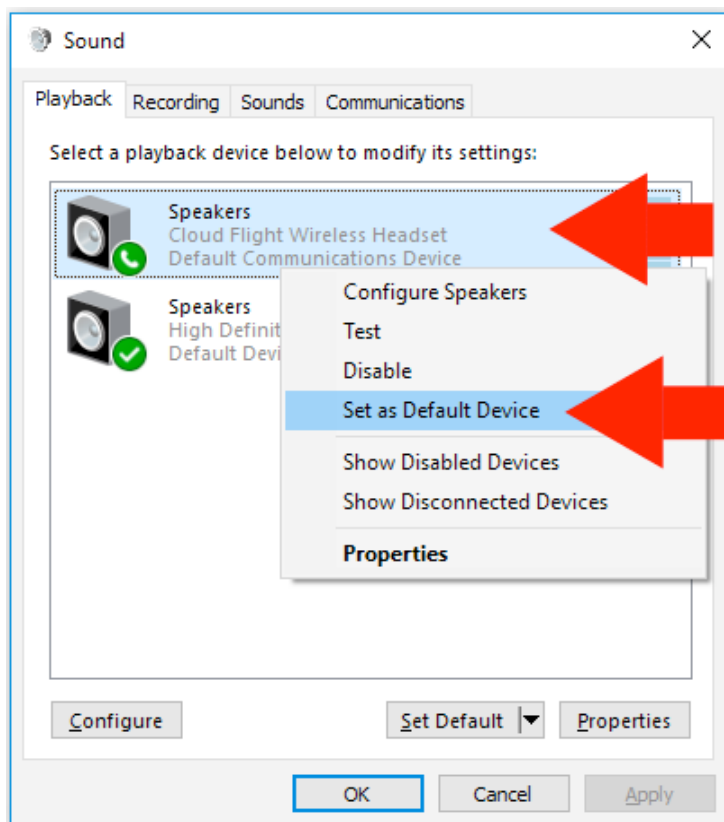 Sound
Playback Recording Sounds Communications
Select a playback device below to modify its settings:
Speakers
Cloud Flight Wireless Headset
Default Communications Device
Speakers
High Definit
Default Devi
Configure Speakers
Test
Disable
Set as Default Device
Show Disabled Devices
Show Disconnected Devices
Properties
Configure Set Default Properties
OK Cancel Apply